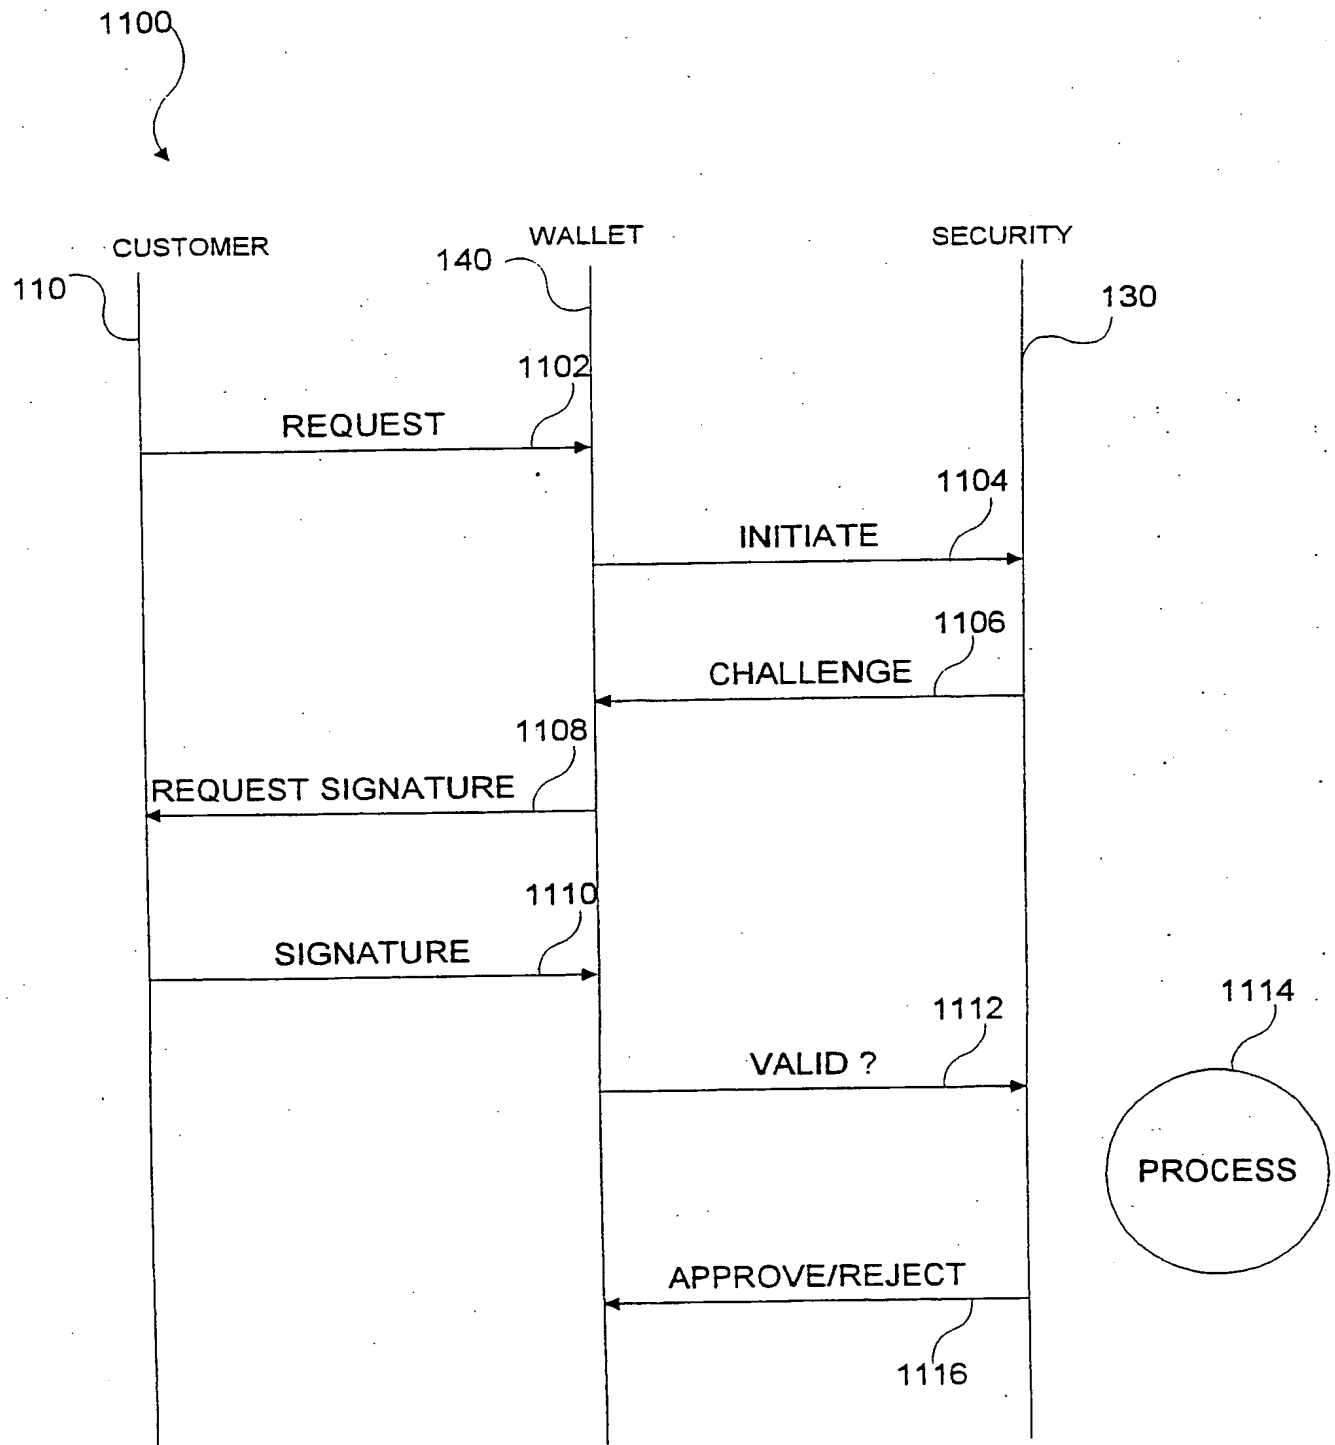 1100
CUSTOMER
WALLET
SECURITY
110
140
130
1102
REQUEST
1104
INITIATE
1106
CHALLENGE
1108
REQUEST SIGNATURE
1110
SIGNATURE
1112
VALID ?
1114
PROCESS
APPROVE/REJECT
1116